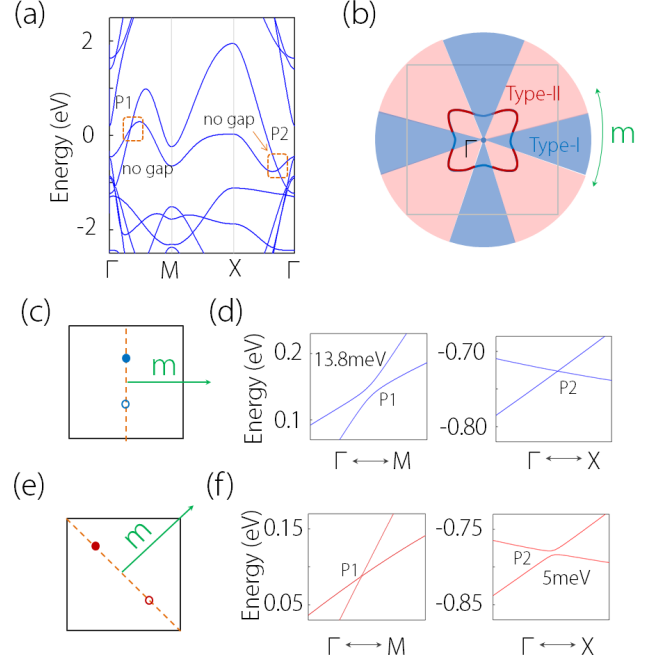 (a)
2
0
-2
Energy (eV)
P1
no gap
no gap
P2
Γ M X Γ
(b)
Type-II
Type-I
Γ
m
(c)
m
(d)
0.2
0.1
Energy (eV)
13.8meV
P1
Γ ⟷ M
-0.70
-0.80
P2
Γ ⟷ X
(e)
m
(f)
0.15
0.05
Energy (eV)
P1
Γ ⟷ M
-0.75
-0.85
P2
5meV
Γ ⟷ X